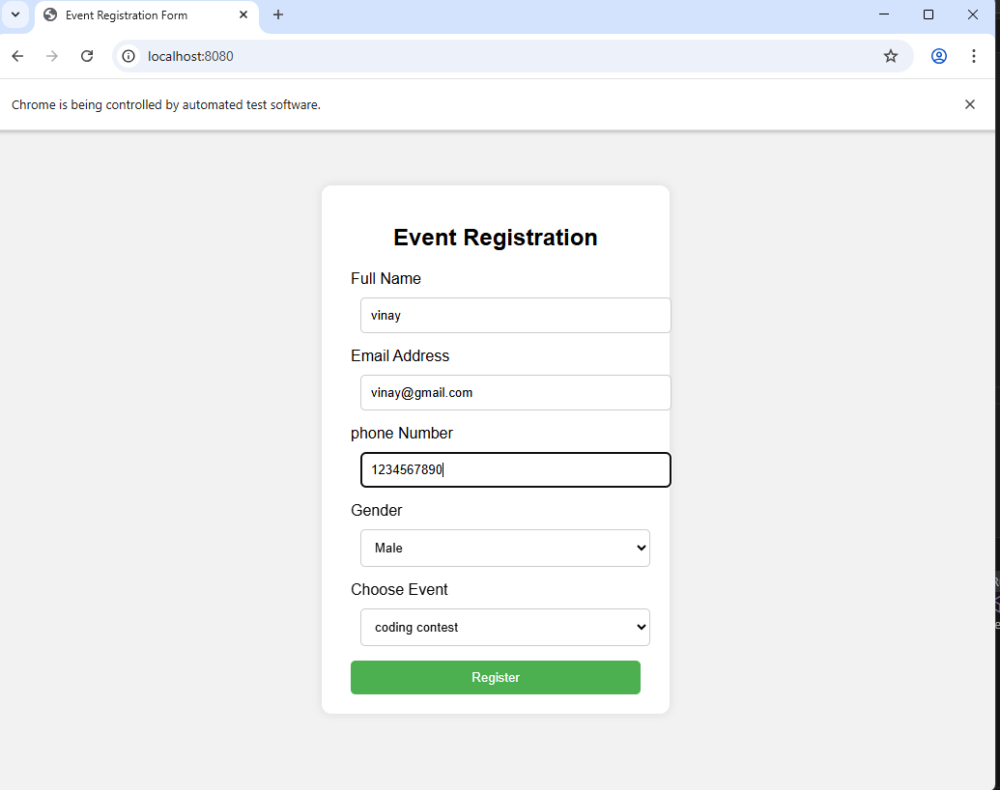 Event Registration Form
localhost:8080
Chrome is being controlled by automated test software.
Event Registration
Full Name
vinay
Email Address
vinay@gmail.com
phone Number
1234567890
Gender
Male
Choose Event
coding contest
Register